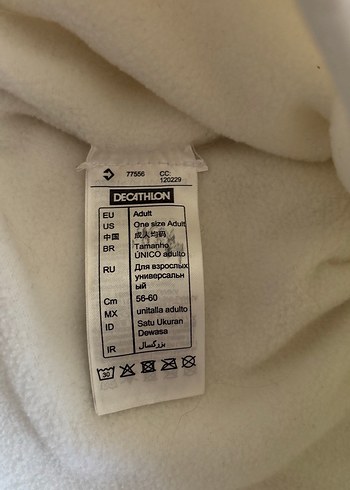 77556 CC:
120229
DECATHLON
EU Adult
US One size Adult
中国 成人均码
BR Tamanho
ÚNICO adulto
RU Для взрослых
универсальн
ый
Cm 56-60
MX unitalla adulto
ID Satu Ukuran
Dewasa
IR بزرگسال
30